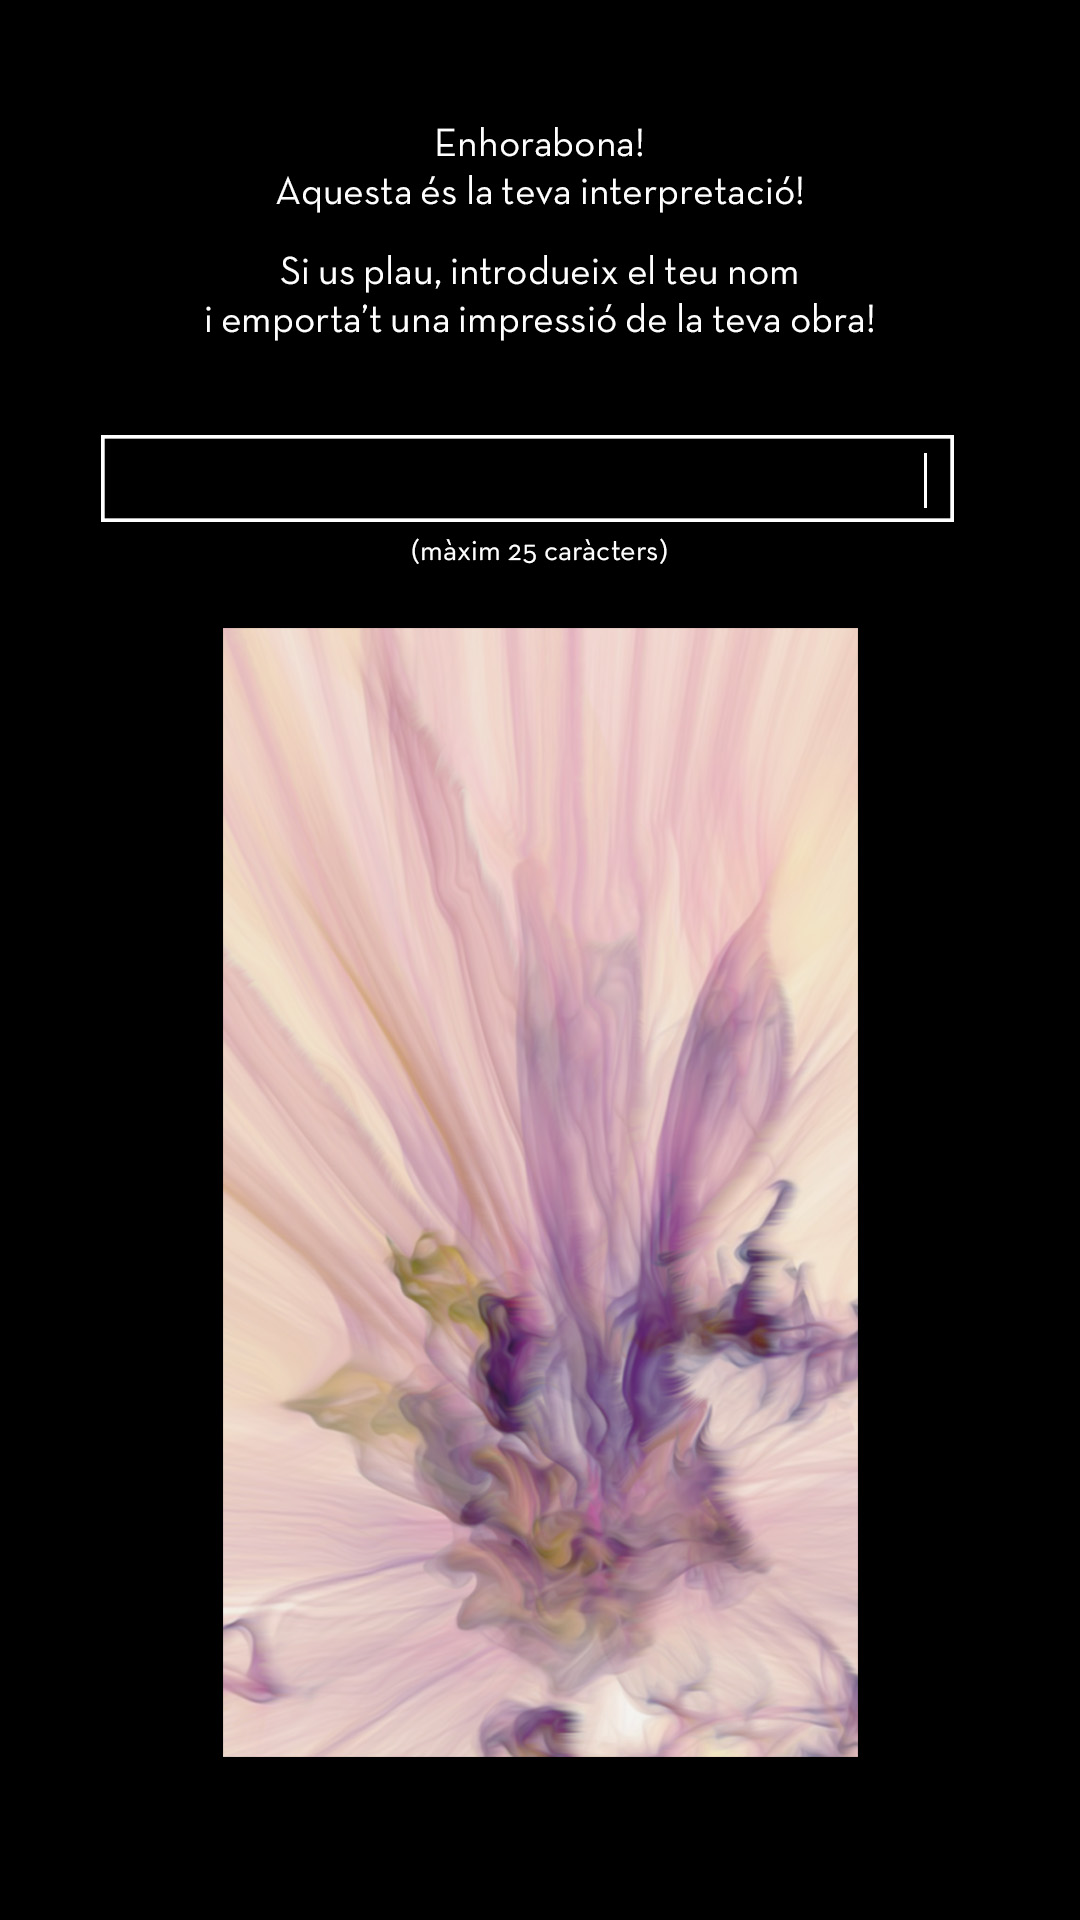 Enhorabona!
Aquesta és la teva interpretació!
Si us plau, introdueix el teu nom
i emporta’t una impressió de la teva obra!
(màxim 25 caràcters)